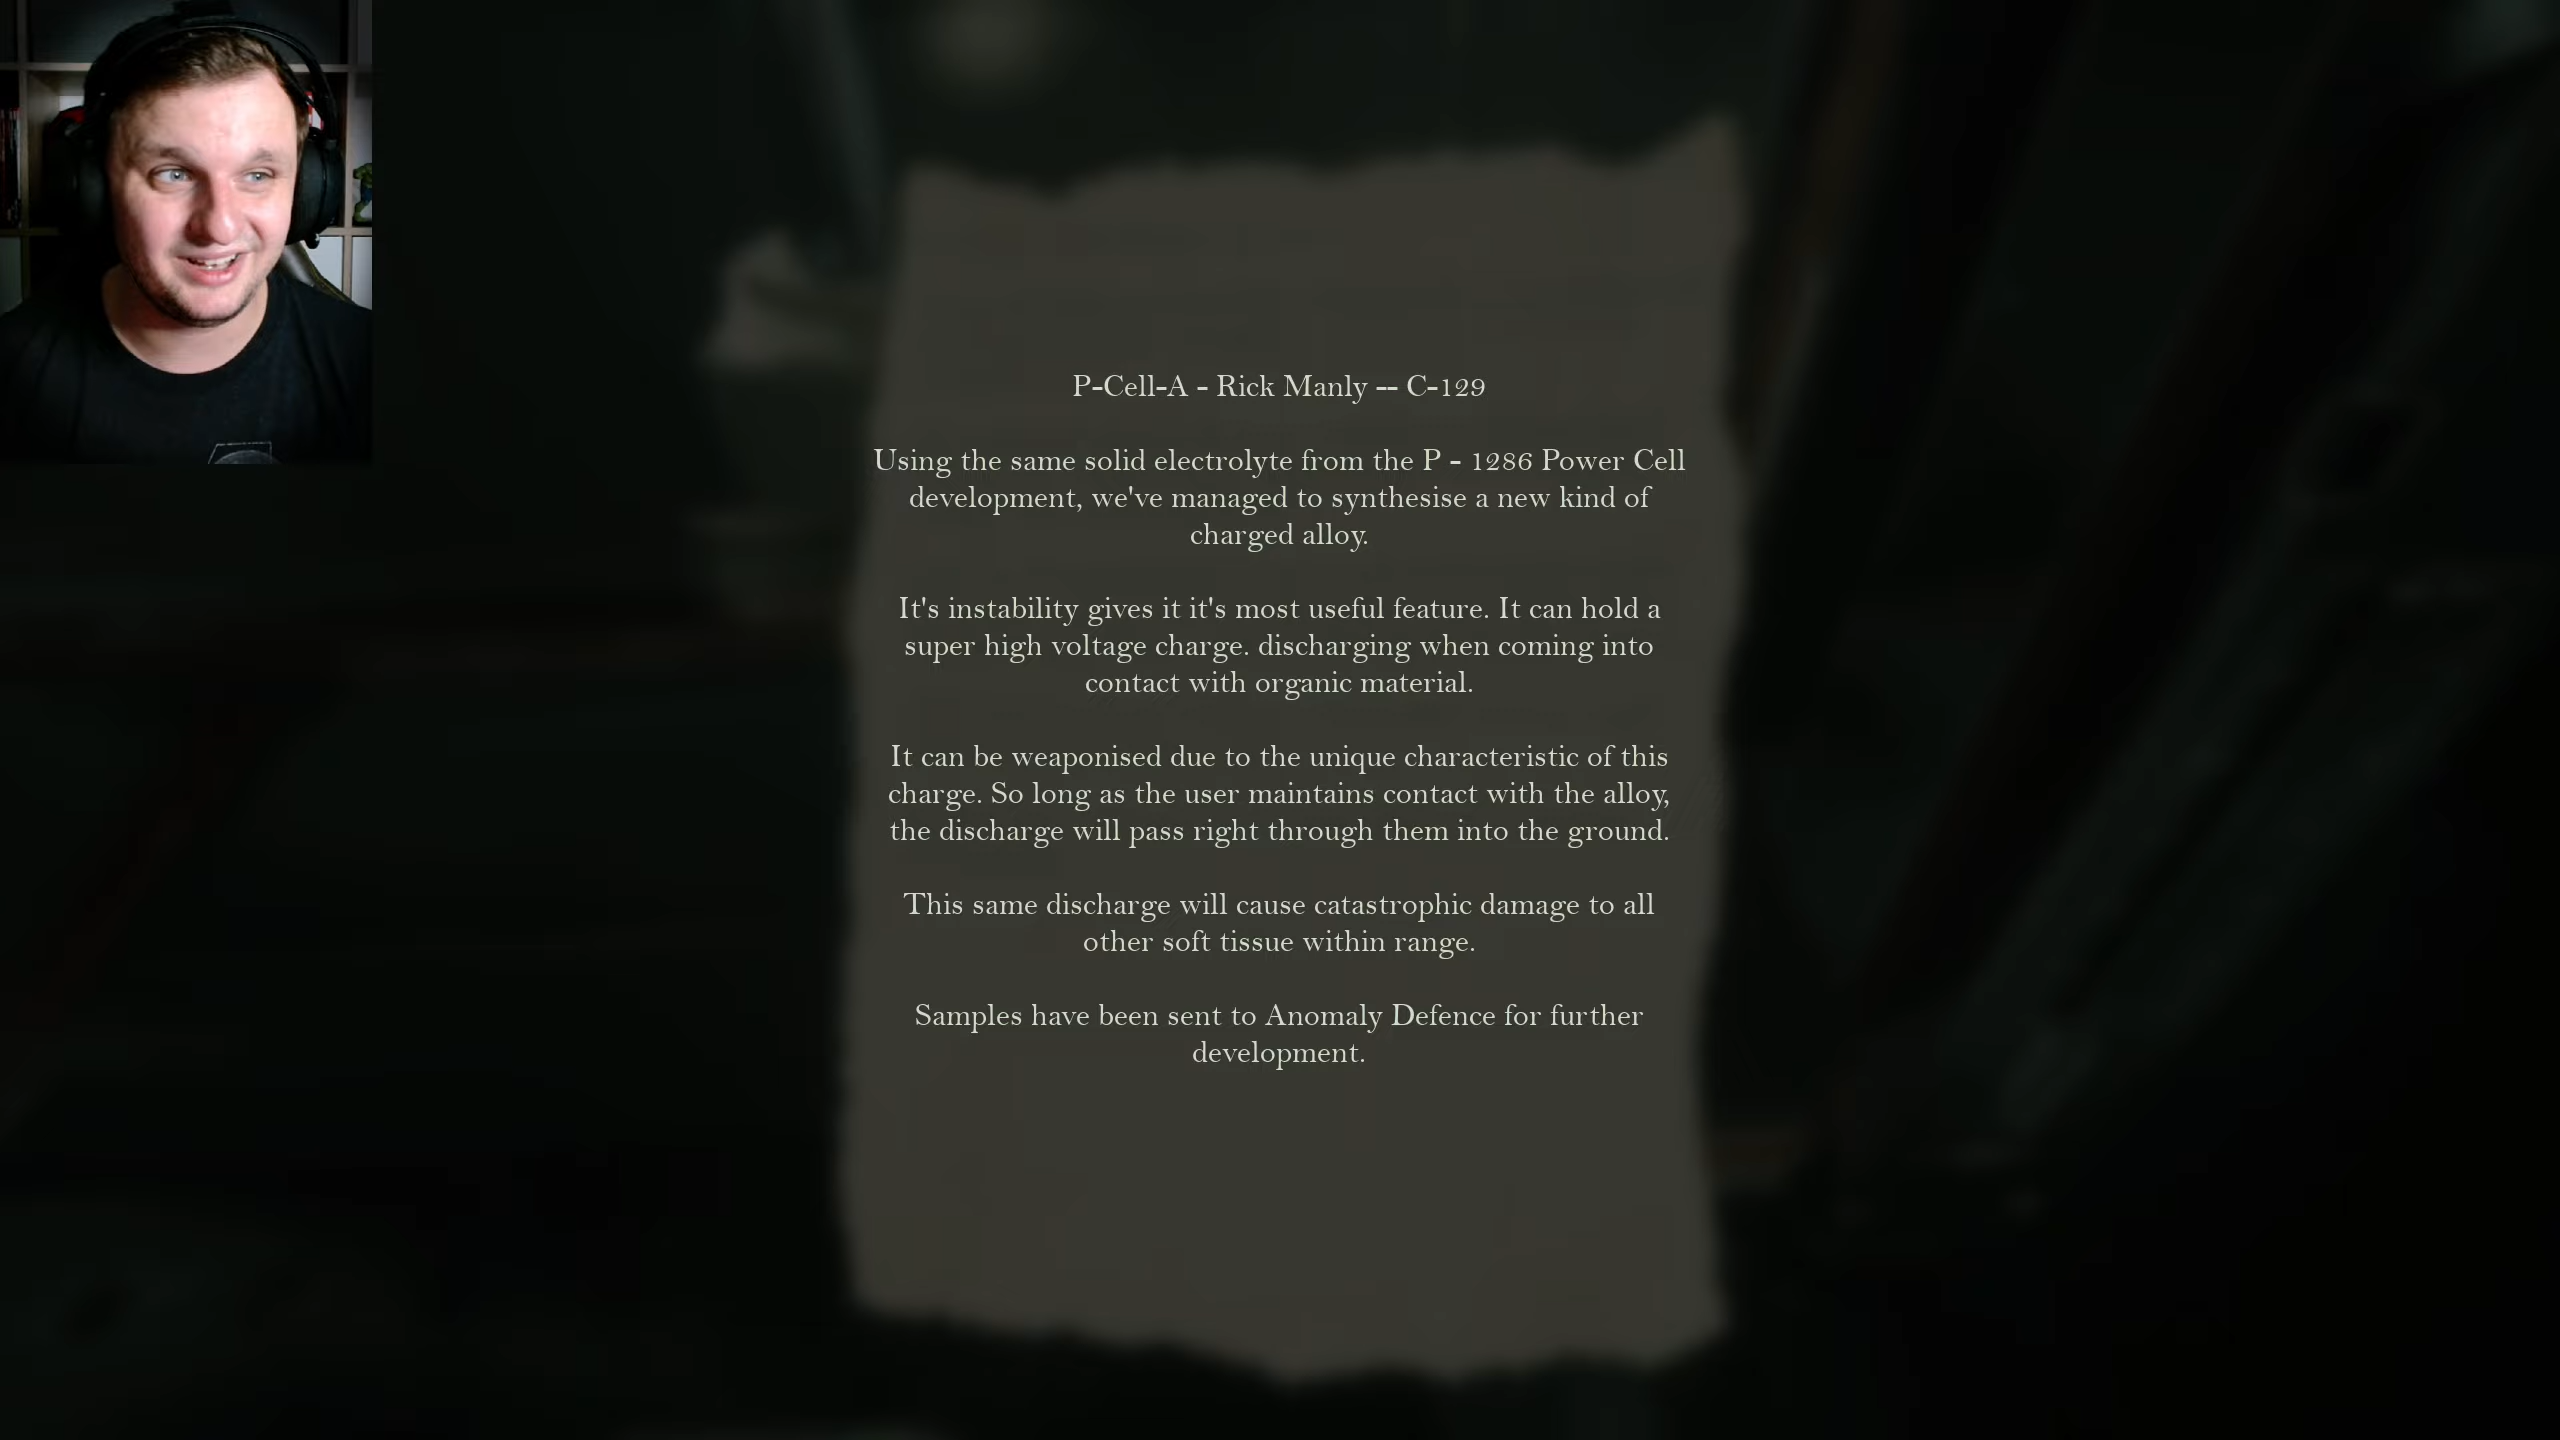 P-Cell-A - Rick Manly -- C-129
Using the same solid electrolyte from the P - 1286 Power Cell
development, we've managed to synthesise a new kind of
charged alloy.
It's instability gives it it's most useful feature. It can hold a
super high voltage charge. discharging when coming into
contact with organic material.
It can be weaponised due to the unique characteristic of this
charge. So long as the user maintains contact with the alloy,
the discharge will pass right through them into the ground.
This same discharge will cause catastrophic damage to all
other soft tissue within range.
Samples have been sent to Anomaly Defence for further
development.